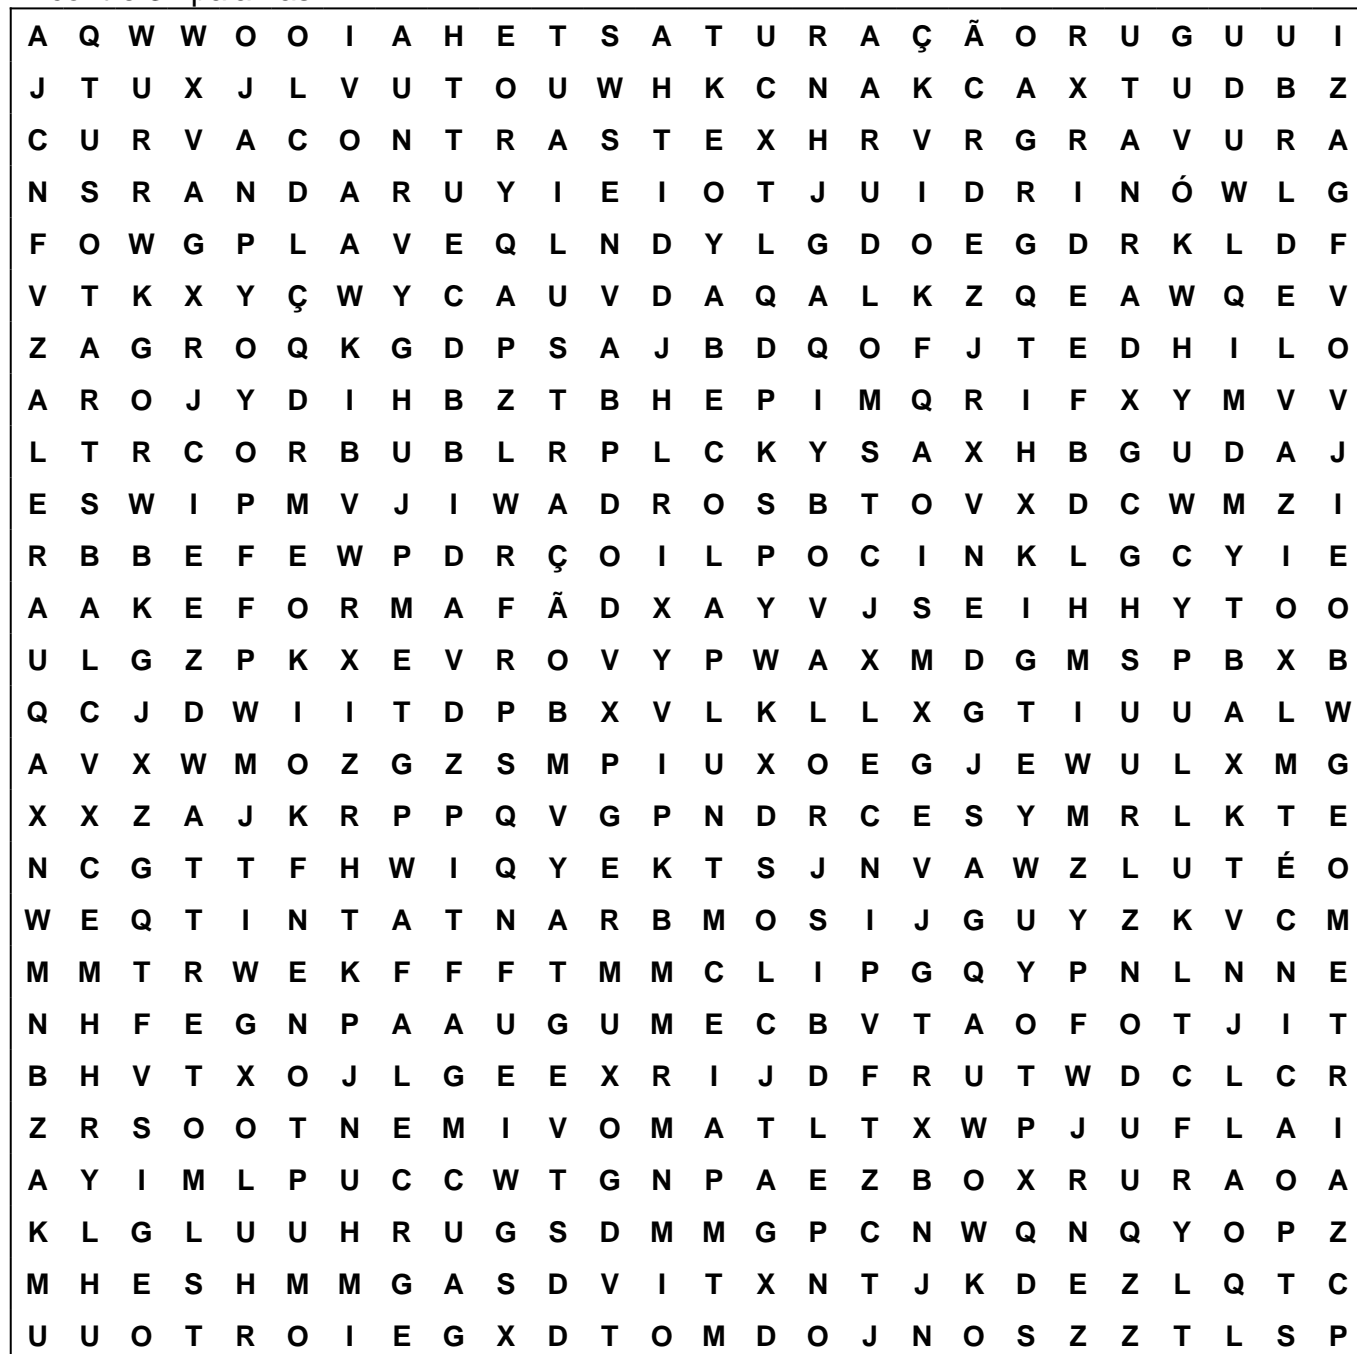 A Q W W O O I A H E T S A T U R A Ç Ã O R U G U U I
J T U X J L V U T O U W H K C N A K C A X T U D B Z
C U R V A C O N T R A S T E X H R V R G R A V U R A
N S R A N D A R U Y I E I O T J U I D R I N Ó W L G
F O W G P L A V E Q L N D Y L G D O E G D R K L D F
V T K X Y Ç W Y C A U V D A Q A L K Z Q E A W Q E V
Z A G R O Q K G D P S A J B D Q O F J T E D H I L O
A R O J Y D I H B Z T B H E P I M Q R I F X Y M V V
L T R C O R B U B L R P L C K Y S A X H B G U D A J
E S W I P M V J I W A D R O S B T O V X D C W M Z I
R B B E F E W P D R Ç O I L P O C I N K L G C Y I E
A A K E F O R M A F Ã D X A Y V J S E I H H Y T O O
U L G Z P K X E V R O V Y P W A X M D G M S P B X B
Q C J D W I I T D P B X V L K L L X G T I U U A L W
A V X W M O Z G Z S M P I U X O E G J E W U L X M G
X X Z A J K R P P Q V G P N D R C E S Y M R L K T E
N C G T T F H W I Q Y E K T S J N V A W Z L U T É O
W E Q T I N T A T N A R B M O S I J G U Y Z K V C M
M M T R W E K F F F T M M C L I P G Q Y P N L N N E
N H F E G N P A A U G U M E C B V T A O F O T J I T
B H V T X O J L G E E X R I J D F R U T W D C L C R
Z R S O O T N E M I V O M A T L T X W P J U F L A I
A Y I M L P U C C W T G N P A E Z B O X R U R A O A
K L G L U U H R U G S D M M G P C N W Q N Q Y O P Z
M H E S H M M G A S D V I T X N T J K D E Z L Q T C
U U O T R O I E G X D T O M D O J N O S Z Z T L S P